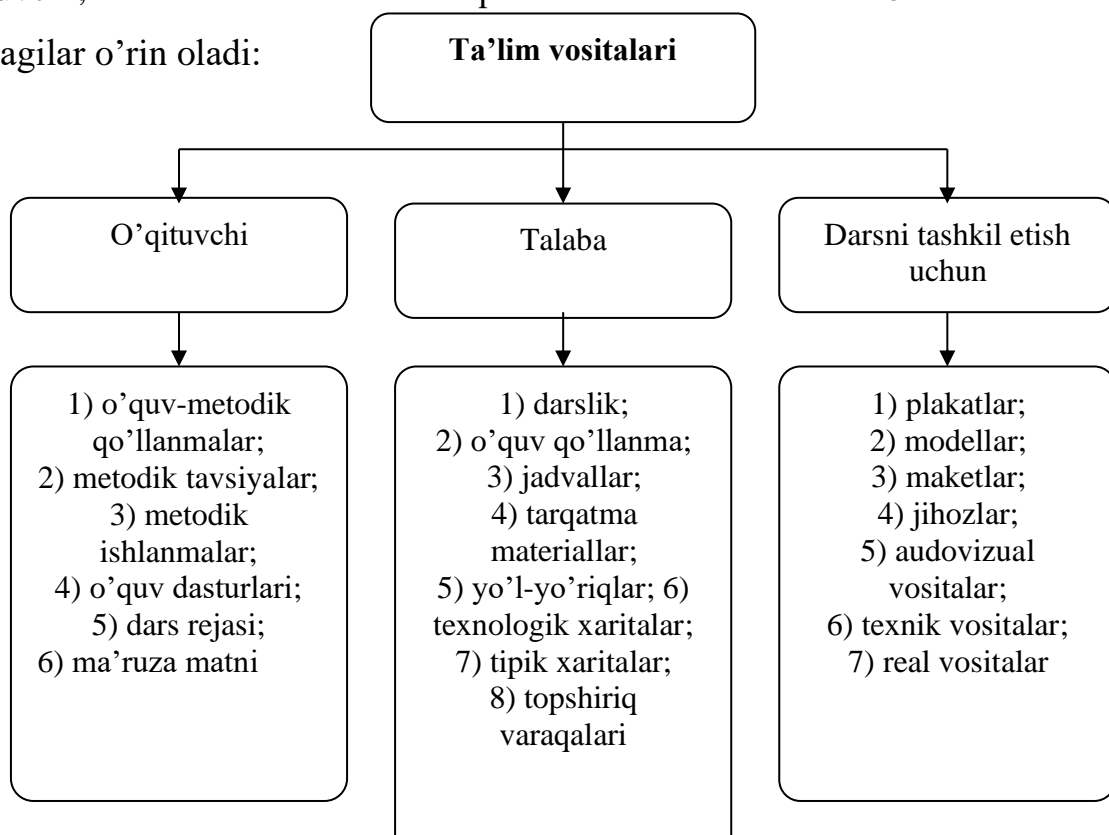 agilar o’rin oladi:
Ta’lim vositalari
O’qituvchi
Talaba
Darsni tashkil etish
uchun
1) o’quv-metodik
qo’llanmalar;
2) metodik tavsiyalar;
3) metodik
ishlanmalar;
4) o’quv dasturlari;
5) dars rejasi;
6) ma’ruza matni
1) darslik;
2) o’quv qo’llanma;
3) jadvallar;
4) tarqatma
materiallar;
5) yo’l-yo’riqlar; 6)
texnologik xaritalar;
7) tipik xaritalar;
8) topshiriq
varaqalari
1) plakatlar;
2) modellar;
3) maketlar;
4) jihozlar;
5) audovizual
vositalar;
6) texnik vositalar;
7) real vositalar